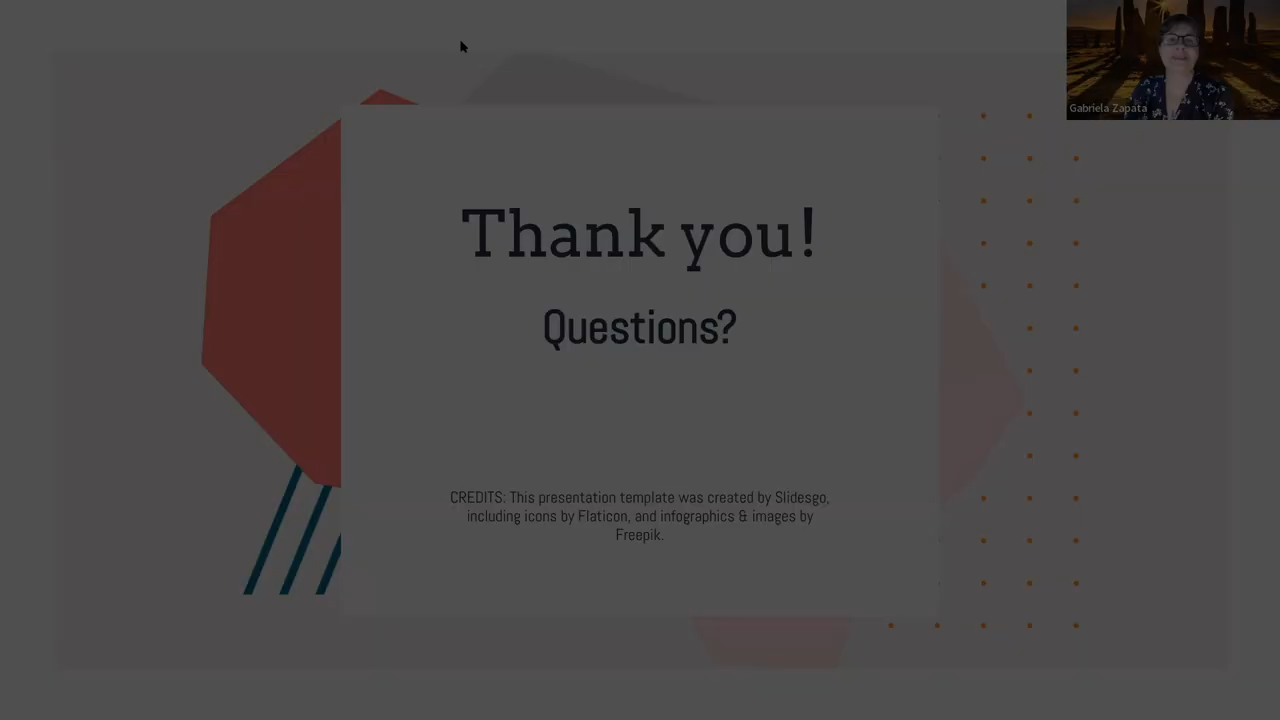 Gabriela Zapata
Thank you!
Questions?
CREDITS: This presentation template was created by Slidesgo,
including icons by Flaticon, and infographics & images by
Freepik.